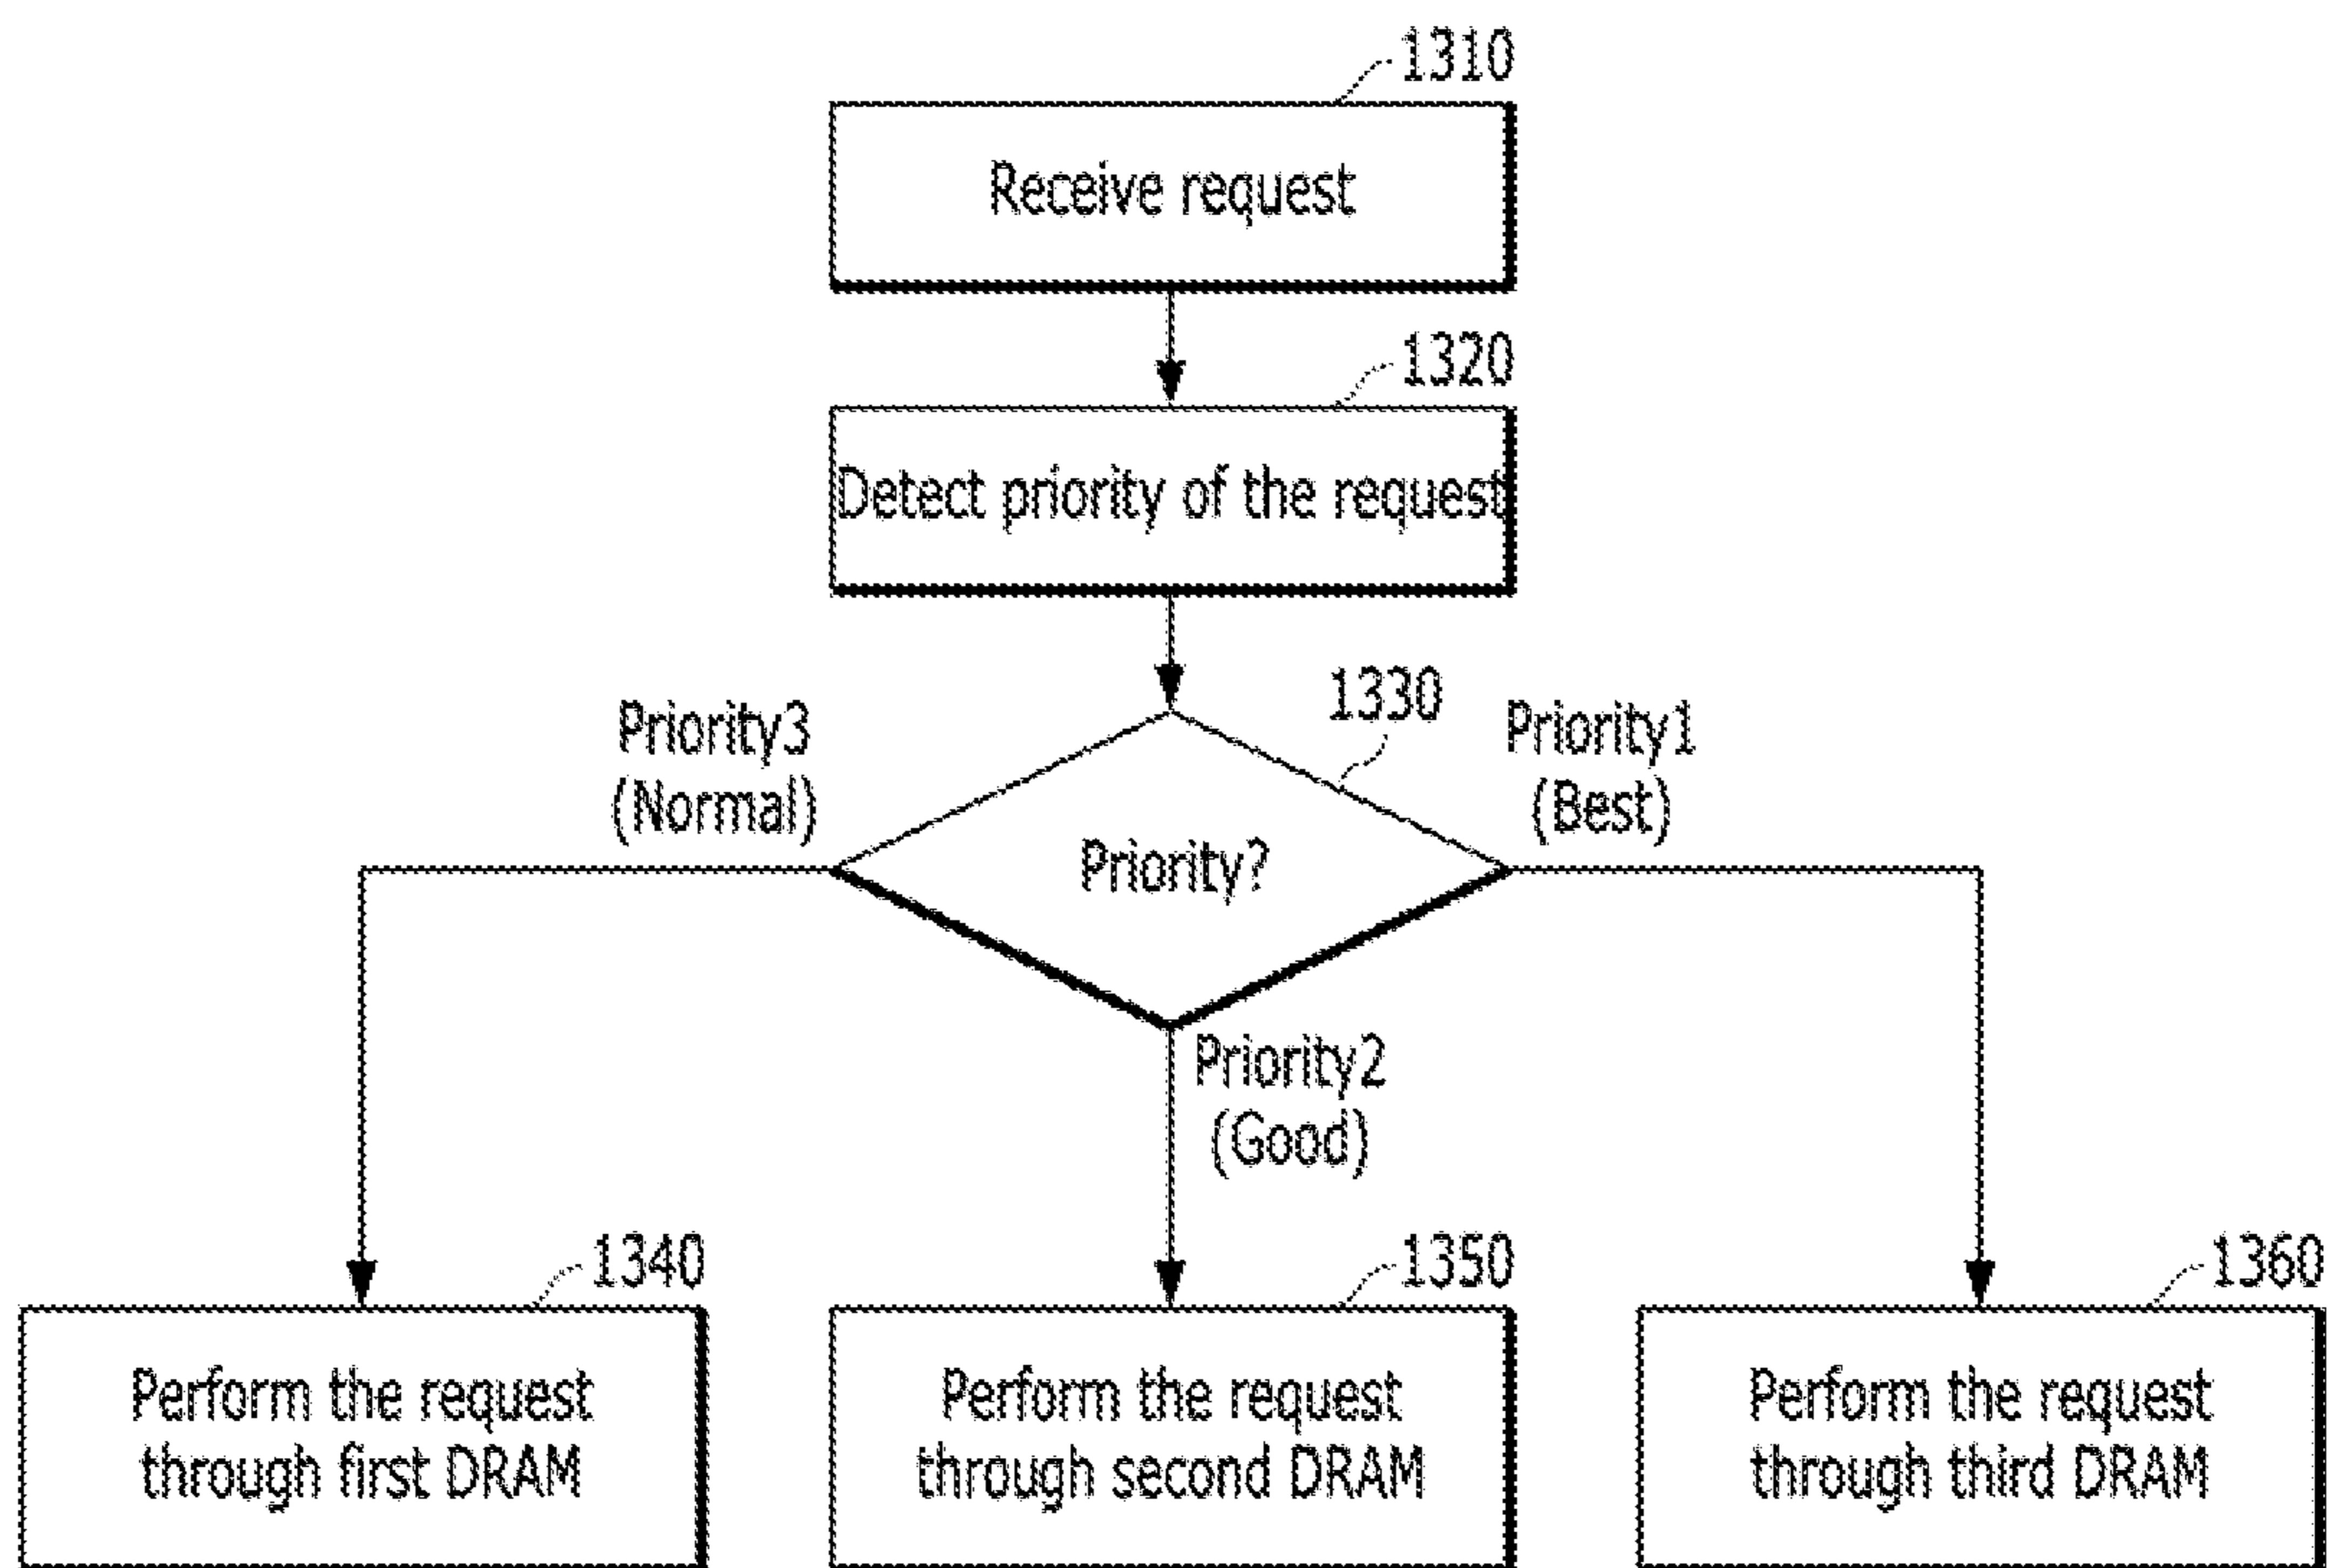 1310
Receive request
1320
Detect priority of the request
1330
Priority3
(Normal)
Priority1
(Best)
Priority?
Priority2
(Good)
1340
Perform the request
through first DRAM
1350
Perform the request
through second DRAM
1360
Perform the request
through third DRAM